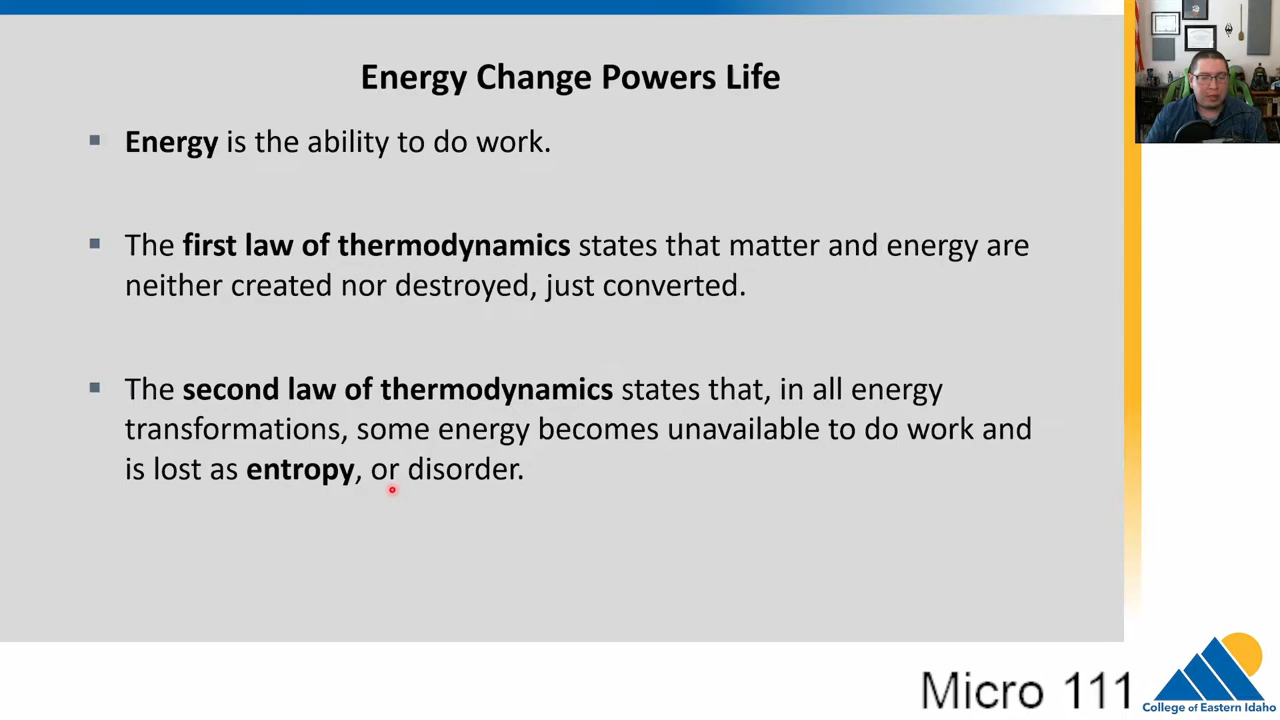 Energy Change Powers Life
▪ Energy is the ability to do work.
▪ The first law of thermodynamics states that matter and energy are
neither created nor destroyed, just converted.
▪ The second law of thermodynamics states that, in all energy
transformations, some energy becomes unavailable to do work and
is lost as entropy, or disorder.
Micro 111
College of Eastern Idaho